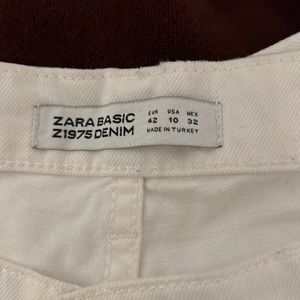 ZARA BASIC
Z1975 DENIM
EUR USA MEX
42 10 32
MADE IN TURKEY